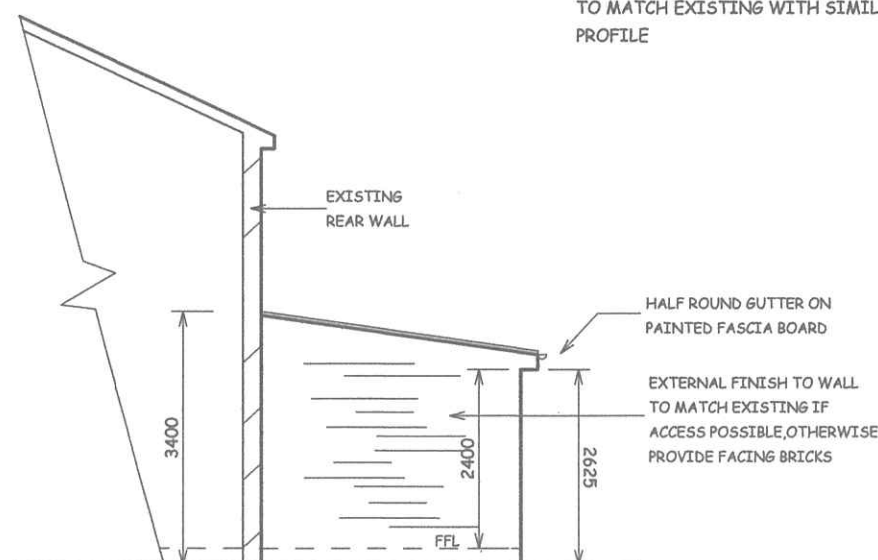 TO MATCH EXISTING WITH SIMIL
PROFILE
EXISTING
REAR WALL
HALF ROUND GUTTER ON
PAINTED FASCIA BOARD
EXTERNAL FINISH TO WALL
TO MATCH EXISTING IF
ACCESS POSSIBLE,OTHERWISE
PROVIDE FACING BRICKS
3400
2400
2625
FFL